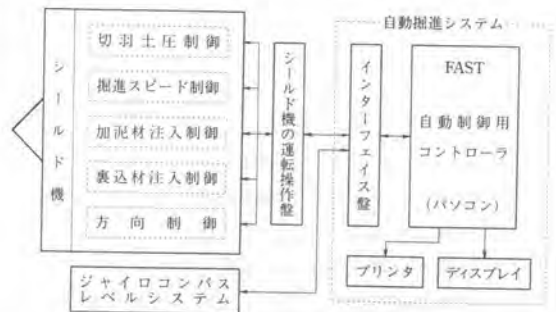 自動掘進システム
シールド機
切羽土圧制御
掘進スピード制御
加泥材注入制御
裏込材注入制御
方向制御
シールド機の運転操作盤
インターフェイス盤
FAST
自動制御用
コントローラ
(パソコン)
プリンタ
ディスプレイ
ジャイロコンパス
レベルシステム